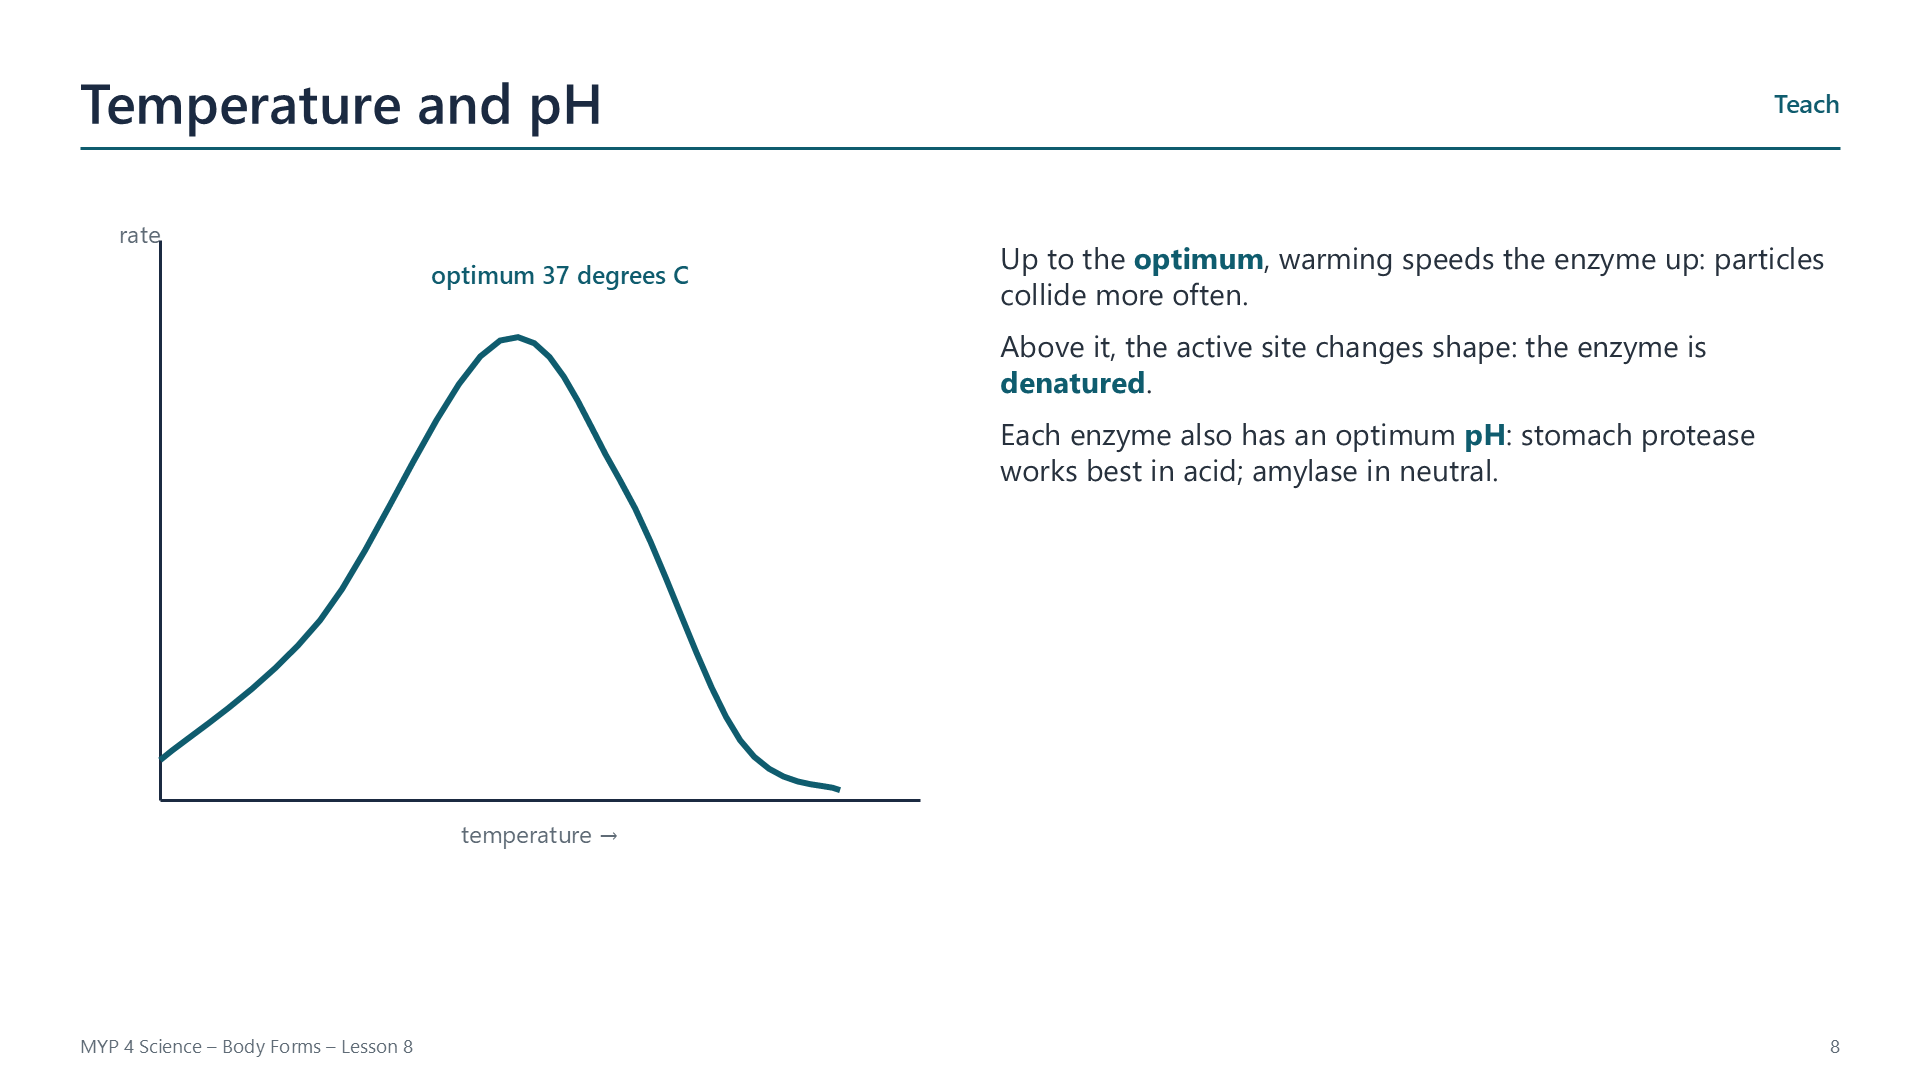 Temperature and pH
Teach
rate
optimum 37 degrees C
temperature →
Up to the optimum, warming speeds the enzyme up: particles
collide more often.
Above it, the active site changes shape: the enzyme is
denatured.
Each enzyme also has an optimum pH: stomach protease
works best in acid; amylase in neutral.
MYP 4 Science – Body Forms – Lesson 8
8